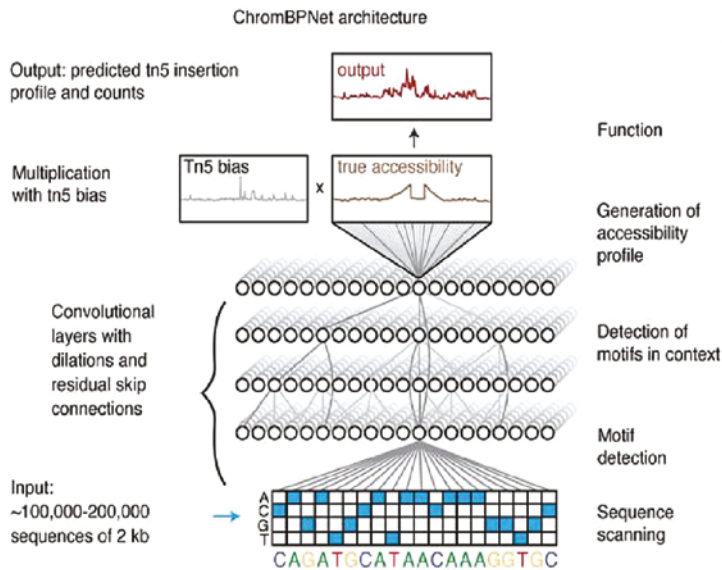 ChromBPNet architecture
Output: predicted tn5 insertion
profile and counts
output
Function
Multiplication
with tn5 bias
Tn5 bias
x
true accessibility
Generation of
accessibility
profile
Convolutional
layers with
dilations and
residual skip
connections
Detection of
motifs in context
Motif
detection
Input:
~100,000-200,000
sequences of 2 kb
A
C
G
T
Sequence
scanning
CAGATGCATAACAAAGGTGC